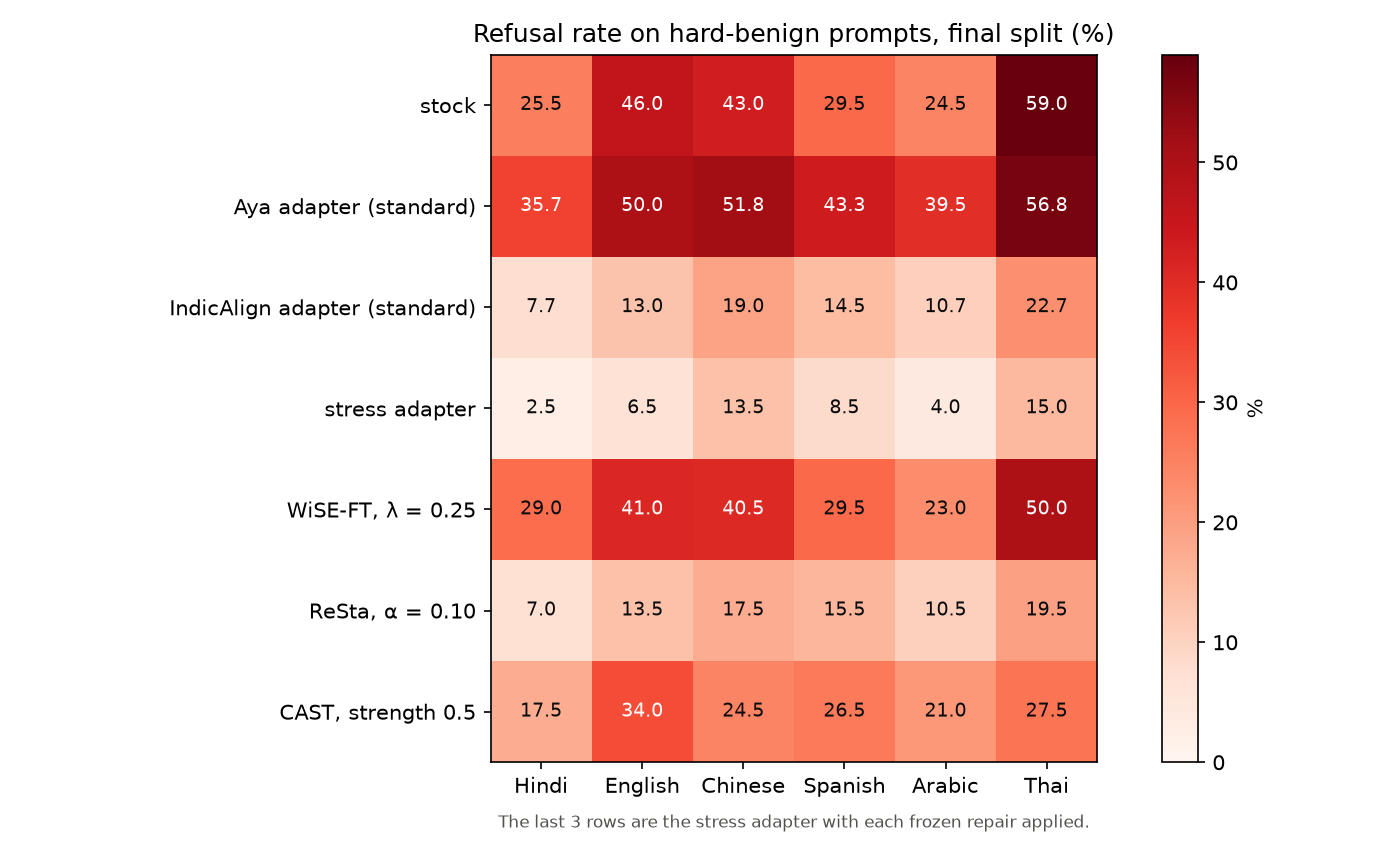 Refusal rate on hard-benign prompts, final split (%)
stock 25.5 46.0 43.0 29.5 24.5 59.0
Aya adapter (standard) 35.7 50.0 51.8 43.3 39.5 56.8
IndicAlign adapter (standard) 7.7 13.0 19.0 14.5 10.7 22.7
stress adapter 2.5 6.5 13.5 8.5 4.0 15.0
WiSE-FT, λ = 0.25 29.0 41.0 40.5 29.5 23.0 50.0
ReSta, α = 0.10 7.0 13.5 17.5 15.5 10.5 19.5
CAST, strength 0.5 17.5 34.0 24.5 26.5 21.0 27.5
Hindi English Chinese Spanish Arabic Thai
The last 3 rows are the stress adapter with each frozen repair applied.
50
40
30
20
10
0
%